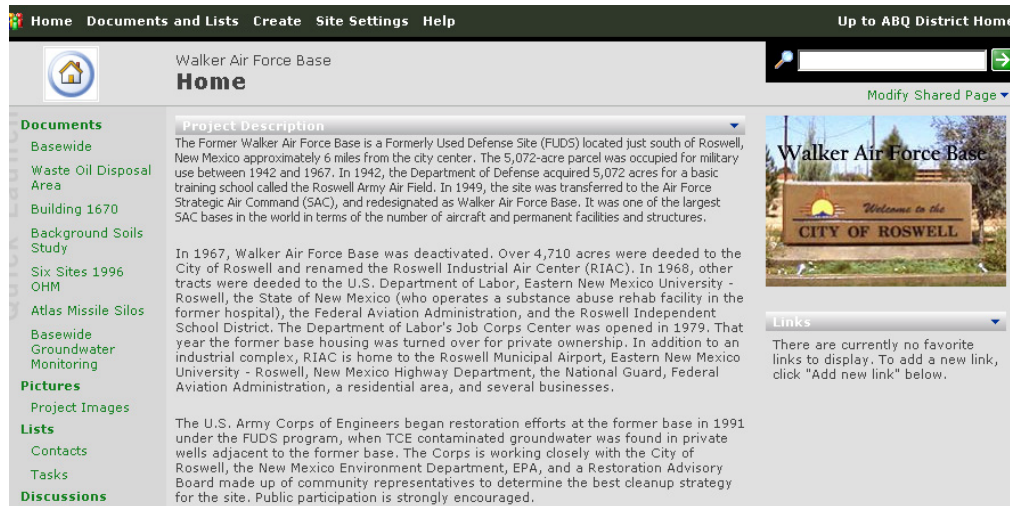 Home Documents and Lists Create Site Settings Help
Up to ABQ District Home
Walker Air Force Base
Home
Modify Shared Page
Documents
Basewide
Waste Oil Disposal
Area
Building 1670
Background Soils
Study
Six Sites 1996
OHM
Atlas Missile Silos
Basewide
Groundwater
Monitoring
Pictures
Project Images
Lists
Contacts
Tasks
Discussions
Project Description
The Former Walker Air Force Base is a Formerly Used Defense Site (FUDS) located just south of Roswell,
New Mexico approximately 6 miles from the city center. The 5,072-acre parcel was occupied for military
use between 1942 and 1967. In 1942, the Department of Defense acquired 5,072 acres for a basic
training school called the Roswell Army Air Field. In 1949, the site was transferred to the Air Force
Strategic Air Command (SAC), and redesignated as Walker Air Force Base. It was one of the largest
SAC bases in the world in terms of the number of aircraft and permanent facilities and structures.
In 1967, Walker Air Force Base was deactivated. Over 4,710 acres were deeded to the
City of Roswell and renamed the Roswell Industrial Air Center (RIAC). In 1968, other
tracts were deeded to the U.S. Department of Labor, Eastern New Mexico University -
Roswell, the State of New Mexico (who operates a substance abuse rehab facility in the
former hospital), the Federal Aviation Administration, and the Roswell Independent
School District. The Department of Labor's Job Corps Center was opened in 1979. That
year the former base housing was turned over for private ownership. In addition to an
industrial complex, RIAC is home to the Roswell Municipal Airport, Eastern New Mexico
University - Roswell, New Mexico Highway Department, the National Guard, Federal
Aviation Administration, a residential area, and several businesses.
The U.S. Army Corps of Engineers began restoration efforts at the former base in 1991
under the FUDS program, when TCE contaminated groundwater was found in private
wells adjacent to the former base. The Corps is working closely with the City of
Roswell, the New Mexico Environment Department, EPA, and a Restoration Advisory
Board made up of community representatives to determine the best cleanup strategy
for the site. Public participation is strongly encouraged.
Walker Air Force Base
Welcome to the
CITY OF ROSWELL
Links
There are currently no favorite
links to display. To add a new link,
click "Add new link" below.